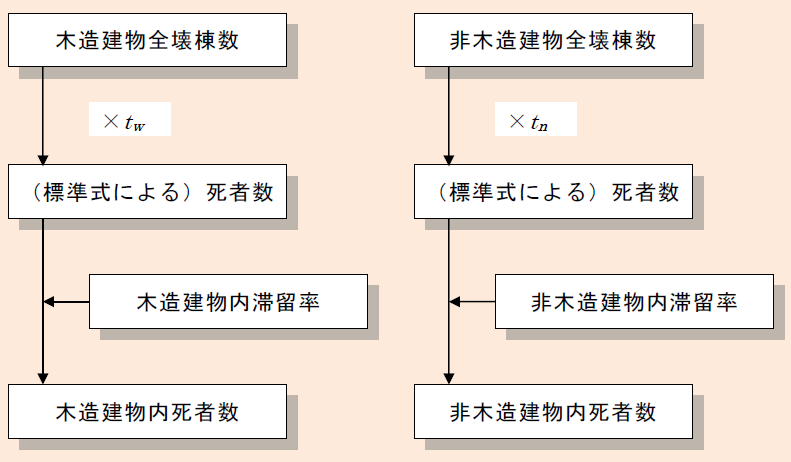 木造建物全壊棟数
× tw
（標準式による）死者数
木造建物内滞留率
木造建物内死者数
非木造建物全壊棟数
× tn
（標準式による）死者数
非木造建物内滞留率
非木造建物内死者数